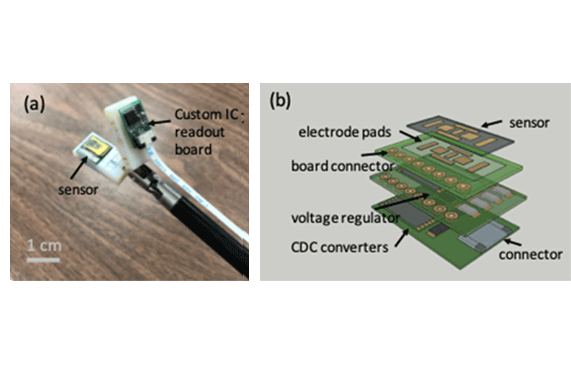 (a)
Custom IC:
readout
board
sensor
1 cm
(b)
sensor
electrode pads
board connector
voltage regulator
CDC converters
connector